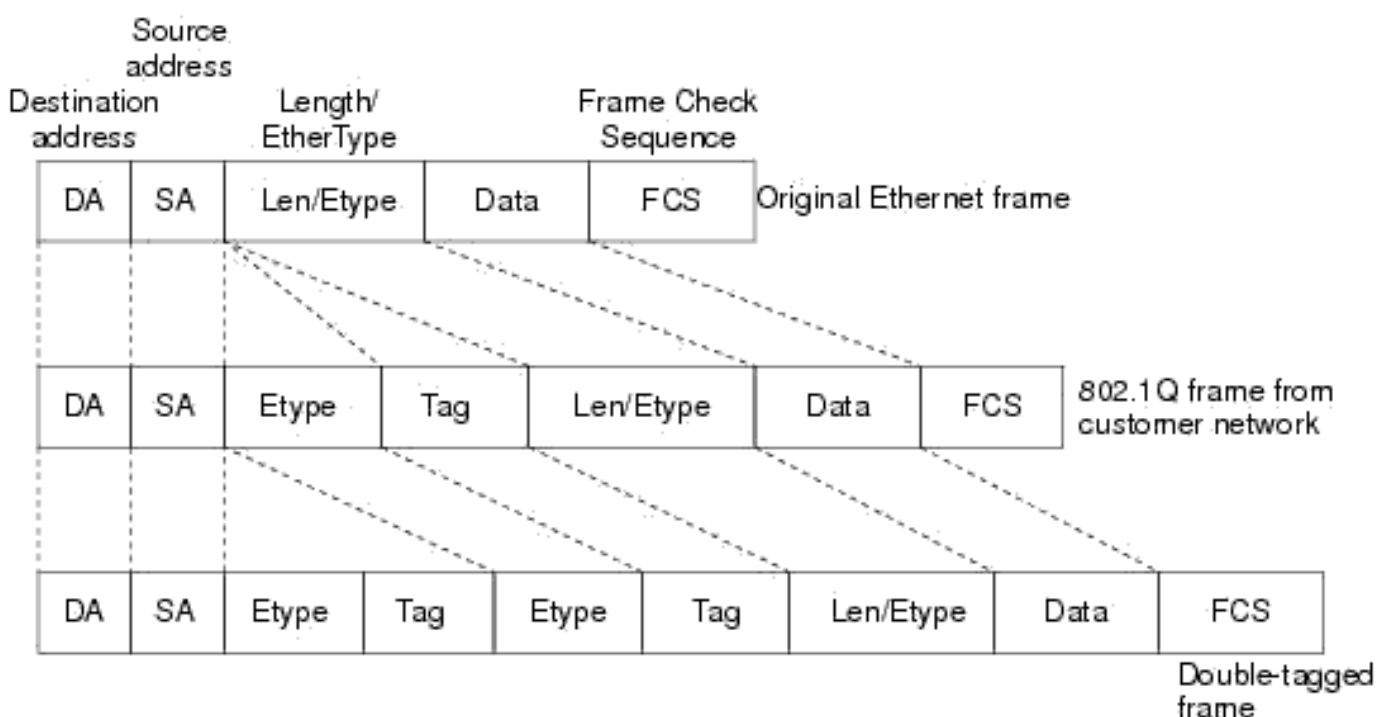 Source
address
Destination
address
Length/
EtherType
Frame Check
Sequence
DA SA Len/Etype Data FCS Original Ethernet frame
DA SA Etype Tag Len/Etype Data FCS
802.1Q frame from
customer network
DA SA Etype Tag Etype Tag Len/Etype Data FCS
Double-tagged
frame